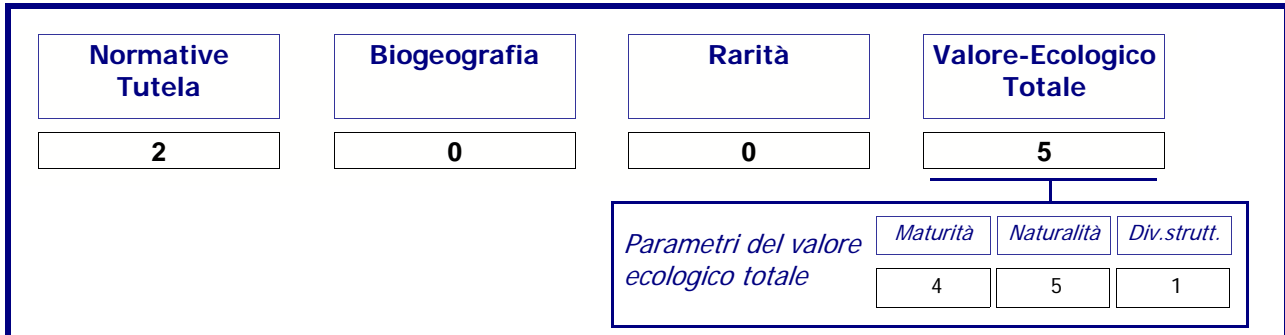 Normative
Tutela
Biogeografia
Rarità
Valore-Ecologico
Totale
2
0
0
5
Parametri del valore
ecologico totale
Maturità
Naturalità
Div.strutt.
4
5
1